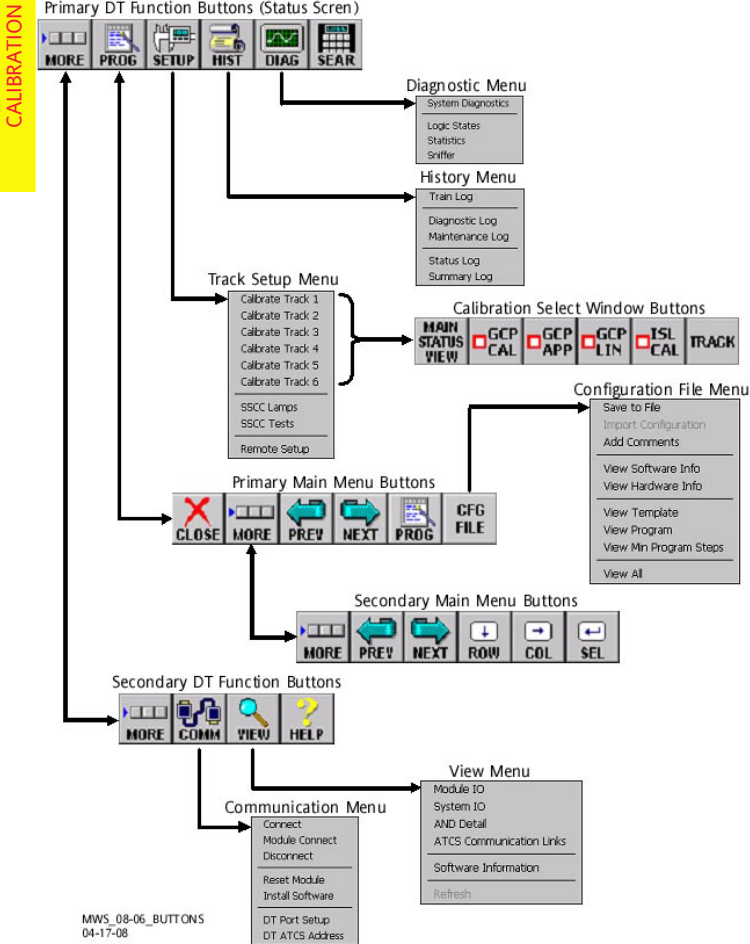 CALIBRATION
Primary DT Function Buttons (Status Scren)
MORE PROG SETUP HIST DIAG SEAR
Diagnostic Menu
System Diagnostics
Logic States
Statistics
Sniffer
History Menu
Train Log
Diagnostic Log
Maintenance Log
Status Log
Summary Log
Track Setup Menu
Calibrate Track 1
Calibrate Track 2
Calibrate Track 3
Calibrate Track 4
Calibrate Track 5
Calibrate Track 6
SSCC Lamps
SSCC Tests
Remote Setup
Calibration Select Window Buttons
MAIN STATUS VIEW GCP CAL GCP APP GCP LIN ISL CAL TRACK
Configuration File Menu
Save to File
Import Configuration
Add Comments
View Software Info
View Hardware Info
View Template
View Program
View Min Program Steps
View All
Primary Main Menu Buttons
CLOSE MORE PREV NEXT PROG CFG FILE
Secondary Main Menu Buttons
MORE PREV NEXT ROW COL SEL
Secondary DT Function Buttons
MORE COMM VIEW HELP
View Menu
Module IO
System IO
AND Detail
ATCS Communication Links
Software Information
Refresh
Communication Menu
Connect
Module Connect
Disconnect
Reset Module
Install Software
DT Port Setup
DT ATCS Address
MWS_08-06_BUTTONS
04-17-08